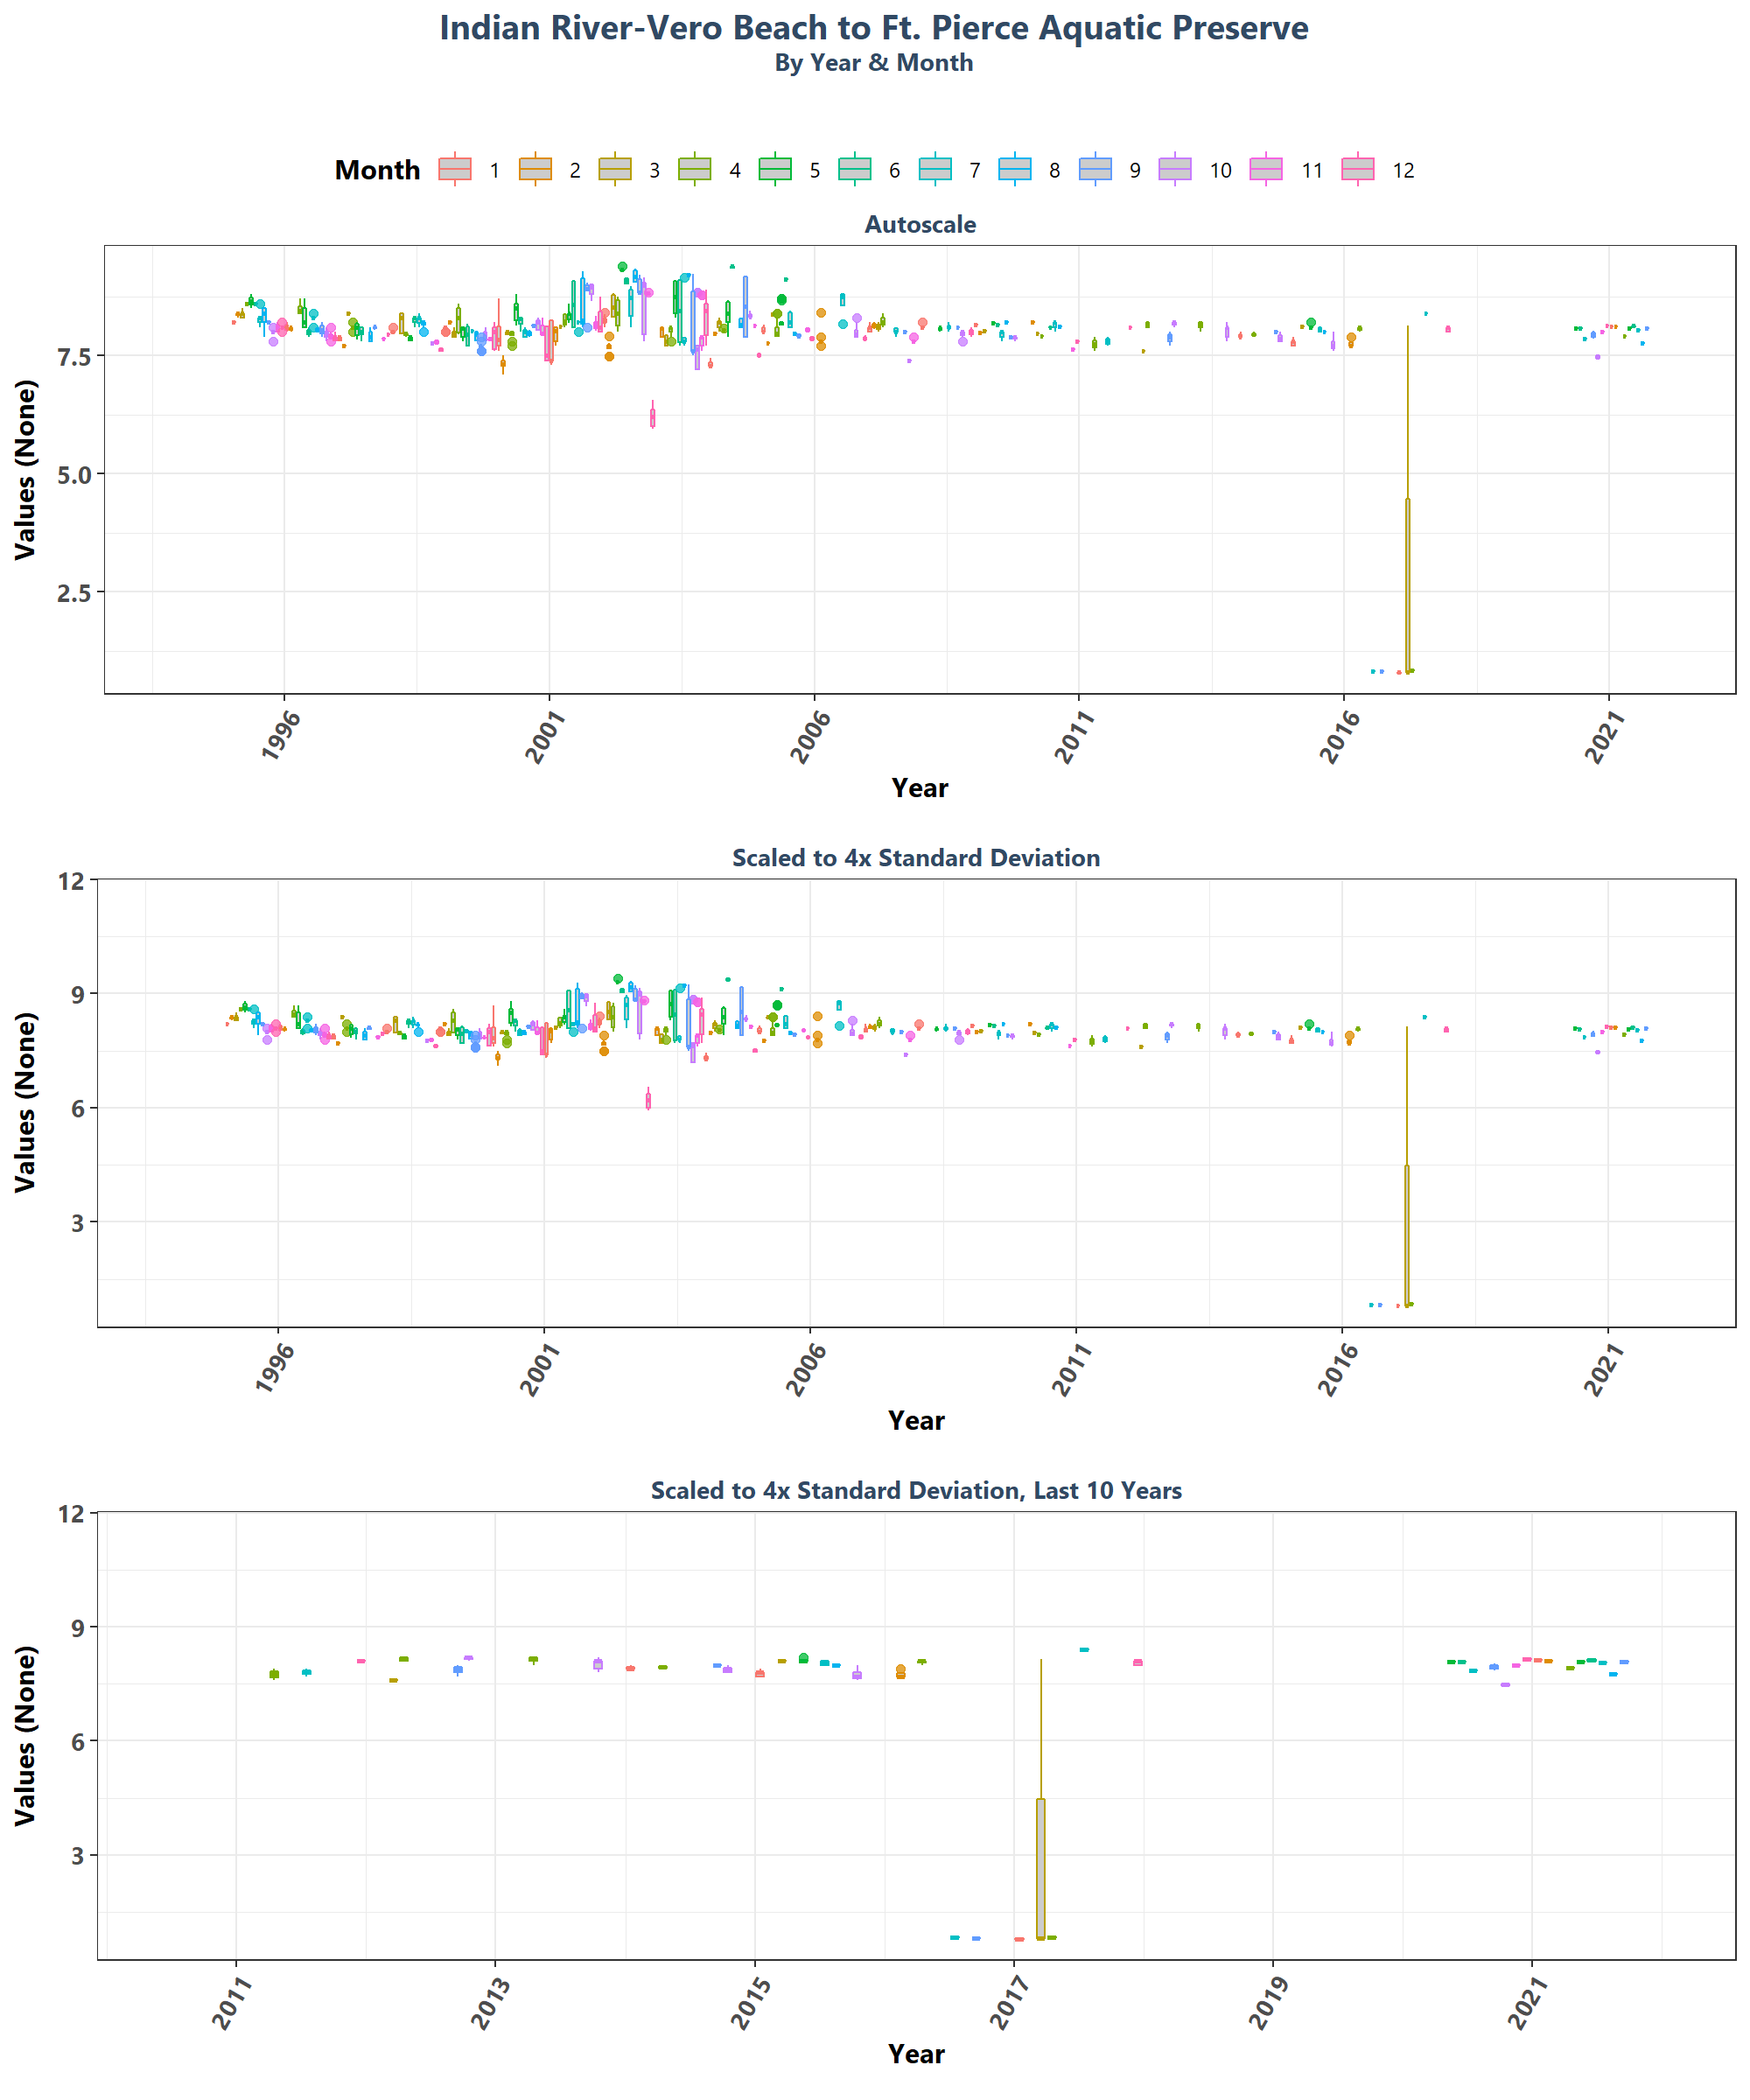 Indian River-Vero Beach to Ft. Pierce Aquatic Preserve
By Year & Month
Month 1 2 3 4 5 6 7 8 9 10 11 12
Autoscale
Values (None)
7.5
5.0
2.5
1996 2001 2006 2011 2016 2021
Year
Scaled to 4x Standard Deviation
Values (None)
12
9
6
3
1996 2001 2006 2011 2016 2021
Year
Scaled to 4x Standard Deviation, Last 10 Years
Values (None)
12
9
6
3
2011 2013 2015 2017 2019 2021
Year